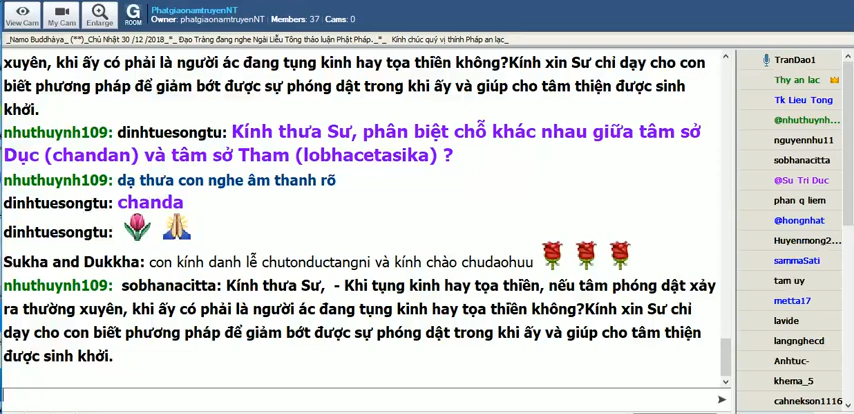 View Cam
My Cam
Enlarge
G
ROOM
PhatgiaonamtruyenNT
Owner: phatgiaonamtruyenNT | Members: 37 | Cams: 0
_Namo Buddhàya_ (**)_Chủ Nhật 30 /12 /2018_*_ Đạo Tràng đang nghe Ngài Liễu Tông thảo luận Phật Pháp._*_ Kính chúc quý vị thính Pháp an lạc_
xuyên, khi ấy có phải là người ác đang tụng kinh hay tọa thiền không?Kính xin Sư chỉ dạy cho con
biết phương pháp để giảm bớt được sự phóng dật trong khi ấy và giúp cho tâm thiện được sinh
khởi.
nhuthuynh109: dinhtuesongtu: Kính thưa Sư, phân biệt chỗ khác nhau giữa tâm sở
Dục (chandan) và tâm sở Tham (lobhacetasika) ?
nhuthuynh109: dạ thưa con nghe âm thanh rõ
dinhtuesongtu: chanda
dinhtuesongtu:
Sukha and Dukkha: con kính danh lễ chutonductangni và kính chào chudaohuu
nhuthuynh109: sobhanacitta: Kính thưa Sư, - Khi tụng kinh hay tọa thiền, nếu tâm phóng dật xảy
ra thường xuyên, khi ấy có phải là người ác đang tụng kinh hay tọa thiền không?Kính xin Sư chỉ
dạy cho con biết phương pháp để giảm bớt được sự phóng dật trong khi ấy và giúp cho tâm thiện
được sinh khởi.
TranDao1
Thy an lac
Tk Lieu Tong
@nhuthuynh...
nguyennhu11
sobhanacitta
@Su Tri Duc
phan q liem
@hongnhat
Huyenmong2...
sammaSati
tam uy
metta17
lavide
langnghecd
Anhtuc-
khema_5
cahnekson1116